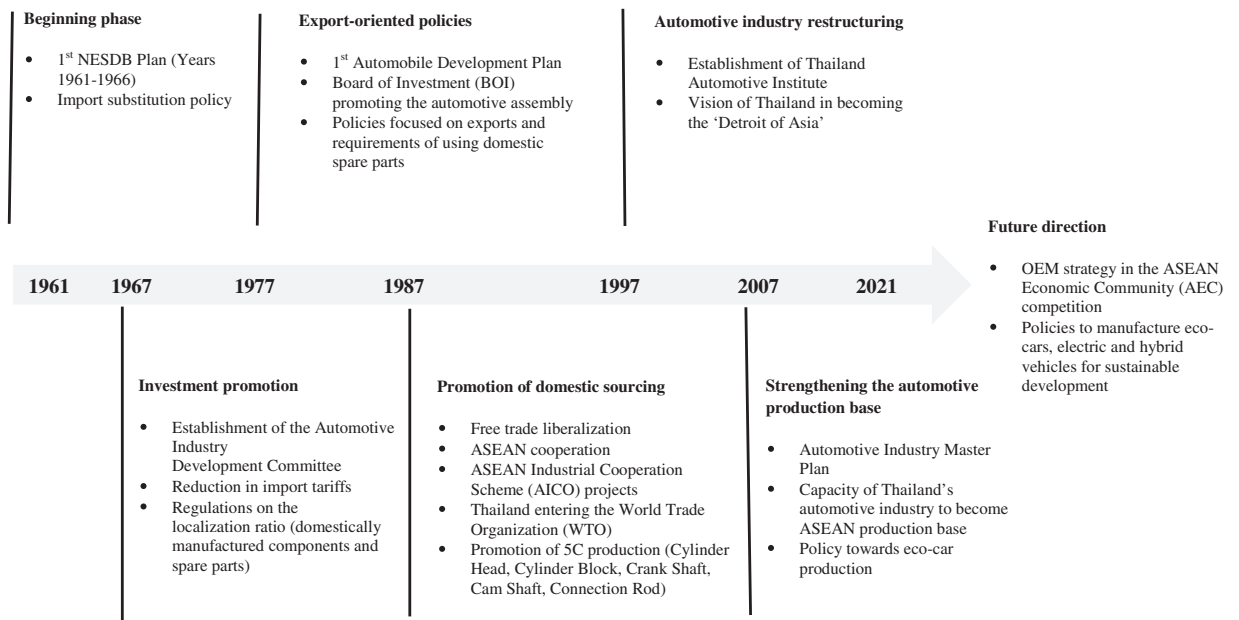 Beginning phase
• 1st NESDB Plan (Years
1961-1966)
• Import substitution policy
Export-oriented policies
• 1st Automobile Development Plan
• Board of Investment (BOI)
promoting the automotive assembly
• Policies focused on exports and
requirements of using domestic
spare parts
Automotive industry restructuring
• Establishment of Thailand
Automotive Institute
• Vision of Thailand in becoming
the ‘Detroit of Asia’
1961 1967 1977 1987 1997 2007 2021
Future direction
• OEM strategy in the ASEAN
Economic Community (AEC)
competition
• Policies to manufacture eco-
cars, electric and hybrid
vehicles for sustainable
development
Investment promotion
• Establishment of the Automotive
Industry
Development Committee
• Reduction in import tariffs
• Regulations on the
localization ratio (domestically
manufactured components and
spare parts)
Promotion of domestic sourcing
• Free trade liberalization
• ASEAN cooperation
• ASEAN Industrial Cooperation
Scheme (AICO) projects
• Thailand entering the World Trade
Organization (WTO)
• Promotion of 5C production (Cylinder
Head, Cylinder Block, Crank Shaft,
Cam Shaft, Connection Rod)
Strengthening the automotive
production base
• Automotive Industry Master
Plan
• Capacity of Thailand’s
automotive industry to become
ASEAN production base
• Policy towards eco-car
production